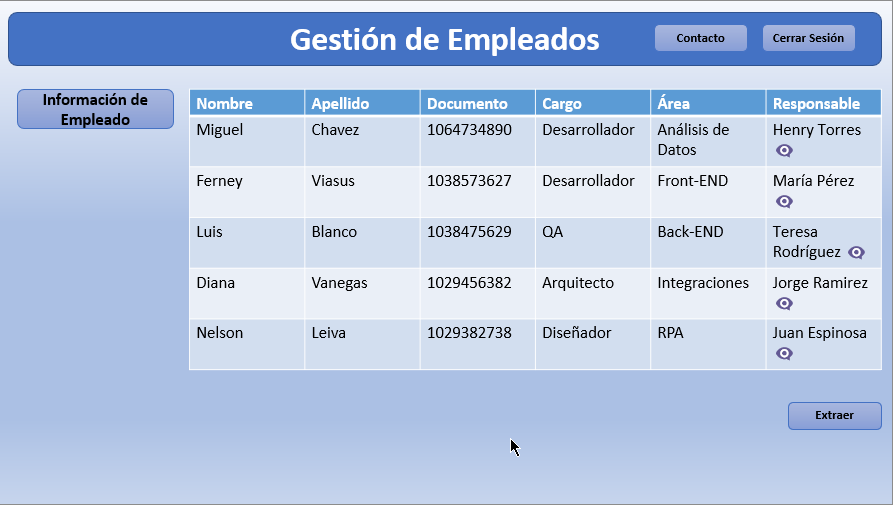 Gestión de Empleados
Contacto
Cerrar Sesión
Información de
Empleado
Nombre Apellido Documento Cargo Área Responsable
Miguel Chavez 1064734890 Desarrollador Análisis de Datos Henry Torres
Ferney Viasus 1038573627 Desarrollador Front-END María Pérez
Luis Blanco 1038475629 QA Back-END Teresa Rodríguez
Diana Vanegas 1029456382 Arquitecto Integraciones Jorge Ramirez
Nelson Leiva 1029382738 Diseñador RPA Juan Espinosa
Extraer